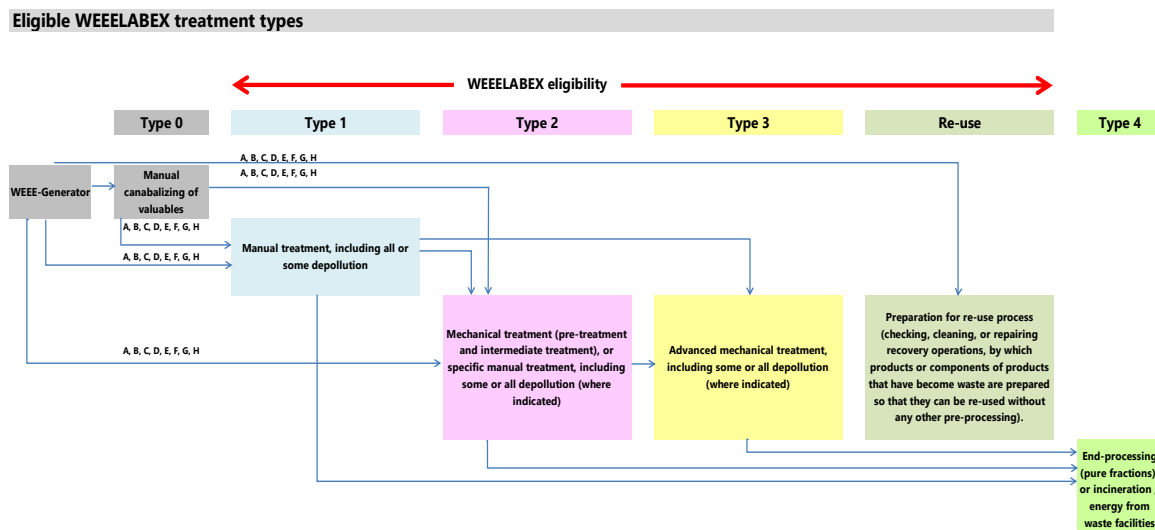 Eligible WEEELABEX treatment types
WEEELABEX eligibility
Type 0
Type 1
Type 2
Type 3
Re-use
Type 4
A, B, C, D, E, F, G, H
A, B, C, D, E, F, G, H
WEEE-Generator
Manual
canabalizing of
valuables
A, B, C, D, E, F, G, H
A, B, C, D, E, F, G, H
Manual treatment, including all or
some depollution
A, B, C, D, E, F, G, H
Mechanical treatment (pre-treatment
and intermediate treatment), or
specific manual treatment, including
some or all depollution (where
indicated)
Advanced mechanical treatment,
including some or all depollution
(where indicated)
Preparation for re-use process
(checking, cleaning, or repairing
recovery operations, by which
products or components of products
that have become waste are prepared
so that they can be re-used without
any other pre-processing).
End-processing
(pure fractions)
or incineration /
energy from
waste facilities